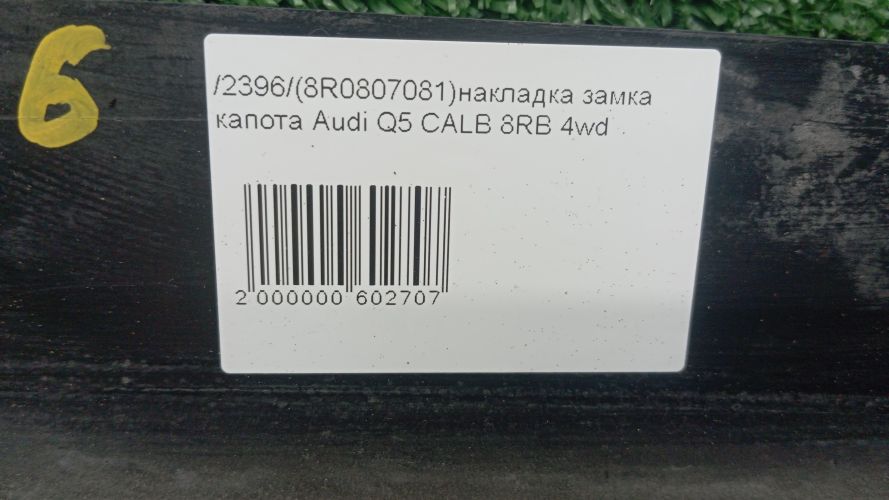 6
/2396/(8R0807081)накладка замка
капота Audi Q5 CALB 8RB 4wd
2 000000 602707